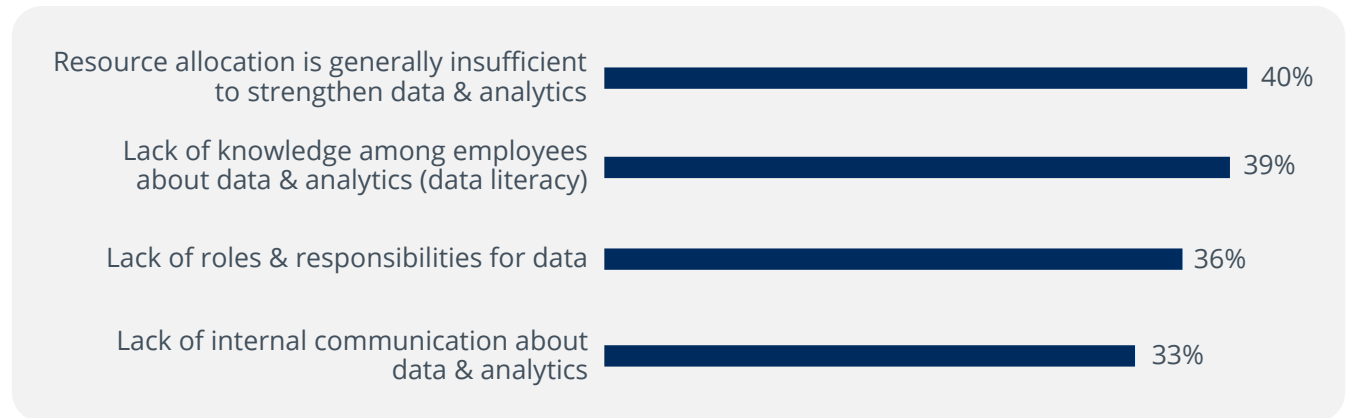 Resource allocation is generally insufficient
to strengthen data & analytics
40%
Lack of knowledge among employees
about data & analytics (data literacy)
39%
Lack of roles & responsibilities for data
36%
Lack of internal communication about
data & analytics
33%